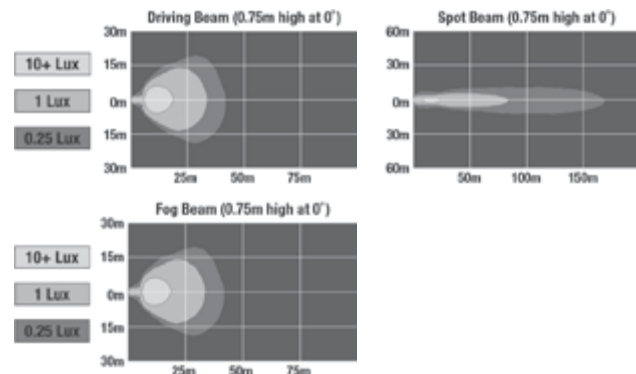 Driving Beam (0.75m high at 0°)
30m
10+ Lux
15m
1 Lux
0m
0.25 Lux
15m
30m
25m 50m 75m
Spot Beam (0.75m high at 0°)
60m
30m
0m
30m
60m
50m 100m 150m
Fog Beam (0.75m high at 0°)
30m
10+ Lux
15m
1 Lux
0m
0.25 Lux
15m
30m
25m 50m 75m